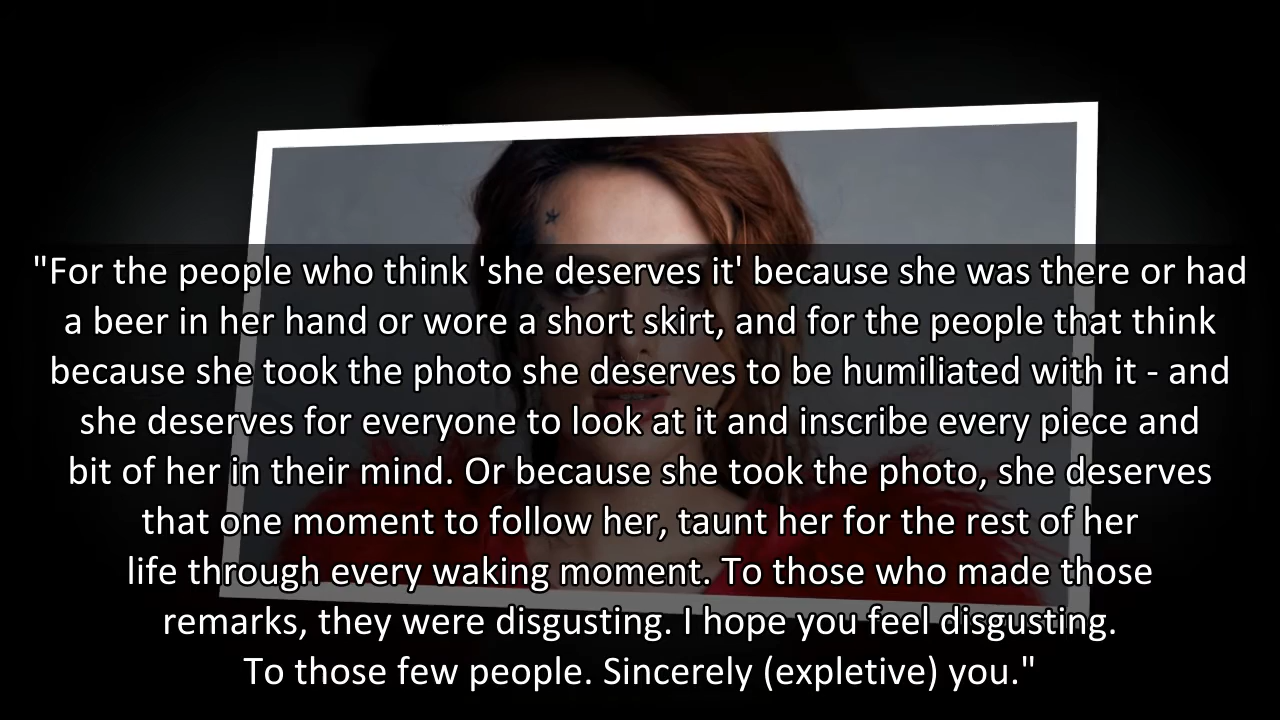 "For the people who think 'she deserves it' because she was there or had
a beer in her hand or wore a short skirt, and for the people that think
because she took the photo she deserves to be humiliated with it - and
she deserves for everyone to look at it and inscribe every piece and
bit of her in their mind. Or because she took the photo, she deserves
that one moment to follow her, taunt her for the rest of her
life through every waking moment. To those who made those
remarks, they were disgusting. I hope you feel disgusting.
To those few people. Sincerely (expletive) you."